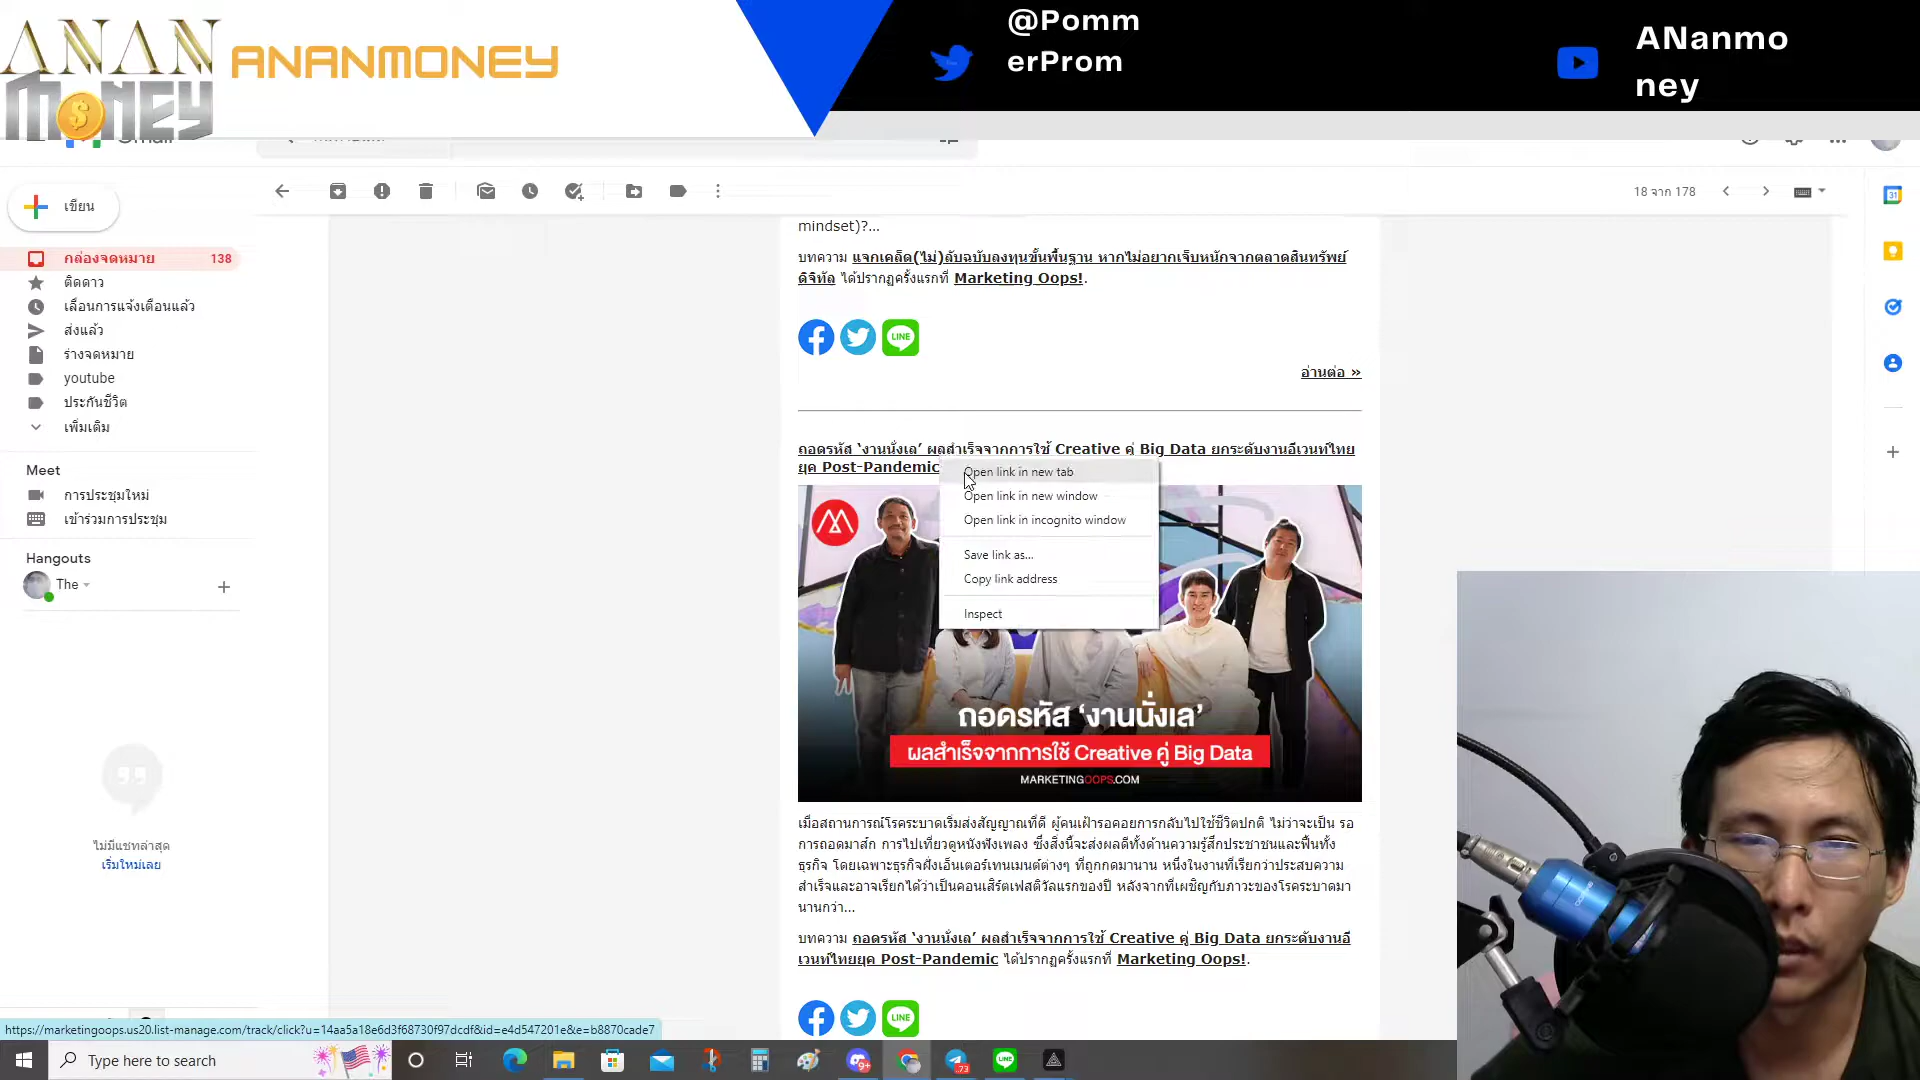 ANAN
MONEY
ANANMONEY
@Pomm
erProm
ANanmo
ney
เขียน
18 จาก 178
กล่องจดหมาย 138
ติดดาว
เลื่อนการแจ้งเตือนแล้ว
ส่งแล้ว
ร่างจดหมาย
youtube
ประกันชีวิต
เพิ่มเติม
Meet
การประชุมใหม่
เข้าร่วมการประชุม
Hangouts
The
ไม่มีแชทล่าสุด
เริ่มใหม่เลย
mindset)?...
บทความ แจกเคล็ด(ไม่)ลับฉบับลงทุนขั้นพื้นฐาน หากไม่อยากเจ็บหนักจากตลาดสินทรัพย์
ดิจิทัล ได้ปรากฏครั้งแรกที่ Marketing Oops!.
LINE
อ่านต่อ »
ถอดรหัส ‘งานนั่งเล’ ผลสำเร็จจากการใช้ Creative คู่ Big Data ยกระดับงานอีเวนท์ไทย
ยุค Post-Pandemic
Open link in new tab
Open link in new window
Open link in incognito window
Save link as...
Copy link address
Inspect
ถอดรหัส ‘งานนั่งเล’
ผลสำเร็จจากการใช้ Creative คู่ Big Data
MARKETINGOOPS.COM
เมื่อสถานการณ์โรคระบาดเริ่มส่งสัญญาณที่ดี ผู้คนเฝ้ารอคอยการกลับไปใช้ชีวิตปกติ ไม่ว่าจะเป็น รอ
การถอดมาส์ก การไปเที่ยวดูหนังฟังเพลง ซึ่งสิ่งนี้จะส่งผลดีทั้งด้านความรู้สึกประชาชนและฟื้นทั้ง
ธุรกิจ โดยเฉพาะธุรกิจฝั่งเอ็นเตอร์เทนเมนต์ต่างๆ ที่ถูกกดมานาน หนึ่งในงานที่เรียกว่าประสบความ
สำเร็จและอาจเรียกได้ว่าเป็นคอนเสิร์ตเฟสติวัลแรกของปี หลังจากที่เผชิญกับภาวะของโรคระบาดมา
นานกว่า...
บทความ ถอดรหัส ‘งานนั่งเล’ ผลสำเร็จจากการใช้ Creative คู่ Big Data ยกระดับงานอี
เวนท์ไทยยุค Post-Pandemic ได้ปรากฏครั้งแรกที่ Marketing Oops!.
LINE
https://marketingoops.us20.list-manage.com/track/click?u=14aa5a18e6d3f68730f97dcdf&id=e4d547201e&e=b8870cade7
Type here to search